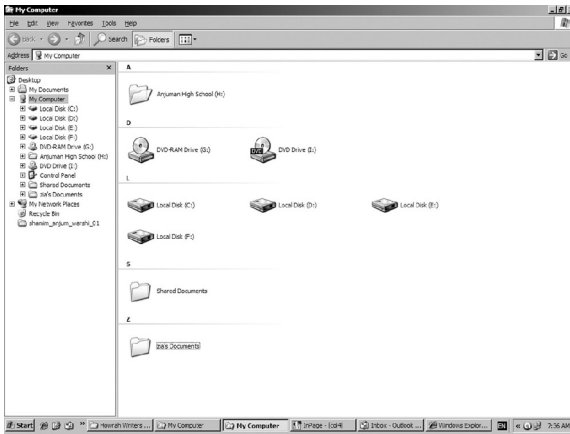 My Computer
File Edit View Favorites Tools Help
Back Search Folders
Address My Computer Go
Folders
Desktop
My Documents
My Computer
Local Disk (C:)
Local Disk (D:)
Local Disk (E:)
Local Disk (F:)
DVD-RAM Drive (G:)
Anjuman High School (H:)
DVD Drive (I:)
Control Panel
Shared Documents
zia's Documents
My Network Places
Recycle Bin
shamim_anjum_warshi_01
A
Anjuman High School (H:)
D
DVD-RAM Drive (G:) DVD Drive (I:)
L
Local Disk (C:) Local Disk (D:) Local Disk (E:)
Local Disk (F:)
S
Shared Documents
Z
zia's Documents
Start Howrah Writers ... My Computer My Computer InPage - [col4] Inbox - Outlook ... Windows Explor... EN 7:36 AM